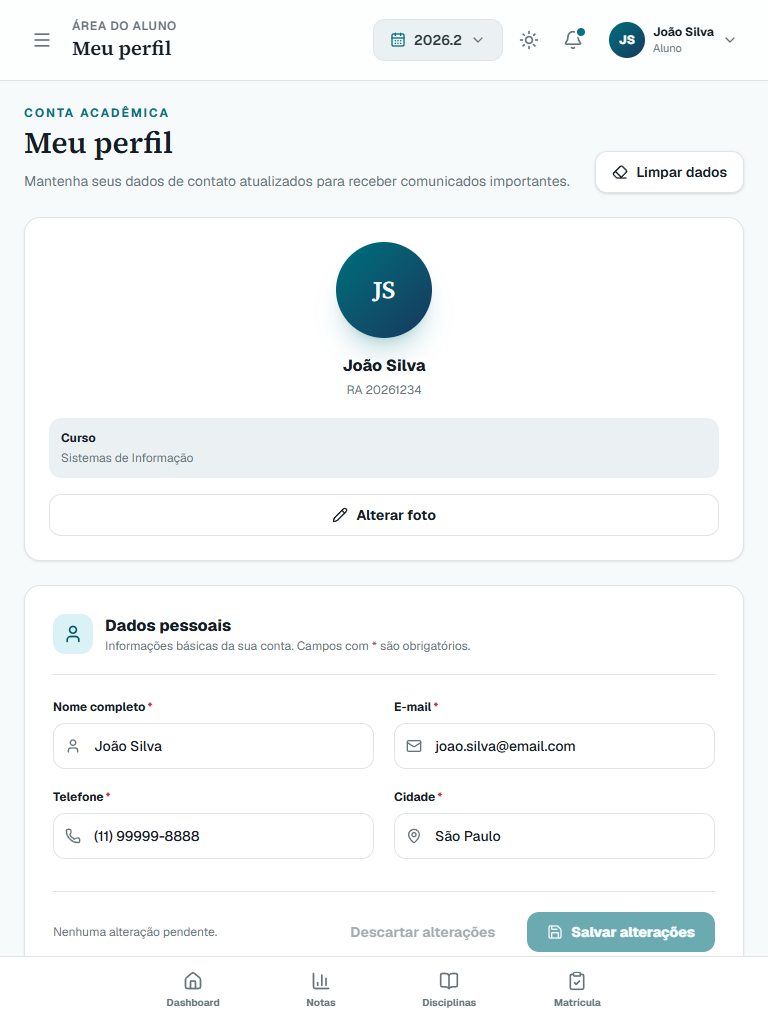 ÁREA DO ALUNO
Meu perfil
2026.2
JS
João Silva
Aluno
CONTA ACADÊMICA
Meu perfil
Mantenha seus dados de contato atualizados para receber comunicados importantes.
Limpar dados
JS
João Silva
RA 20261234
Curso
Sistemas de Informação
Alterar foto
Dados pessoais
Informações básicas da sua conta. Campos com * são obrigatórios.
Nome completo *
E-mail *
João Silva
joao.silva@email.com
Telefone *
Cidade *
(11) 99999-8888
São Paulo
Nenhuma alteração pendente.
Descartar alterações
Salvar alterações
Dashboard
Notas
Disciplinas
Matrícula